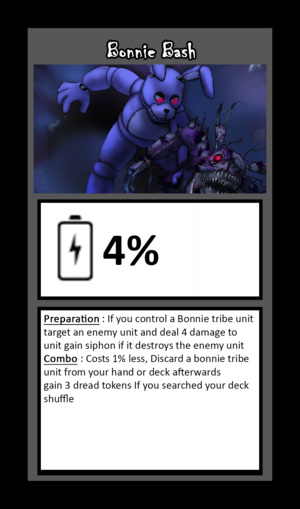 Bonnie Bash
4%
Preparation : If you control a Bonnie tribe unit
target an enemy unit and deal 4 damage to
unit gain siphon if it destroys the enemy unit
Combo : Costs 1% less, Discard a bonnie tribe
unit from your hand or deck afterwards
gain 3 dread tokens If you searched your deck
shuffle